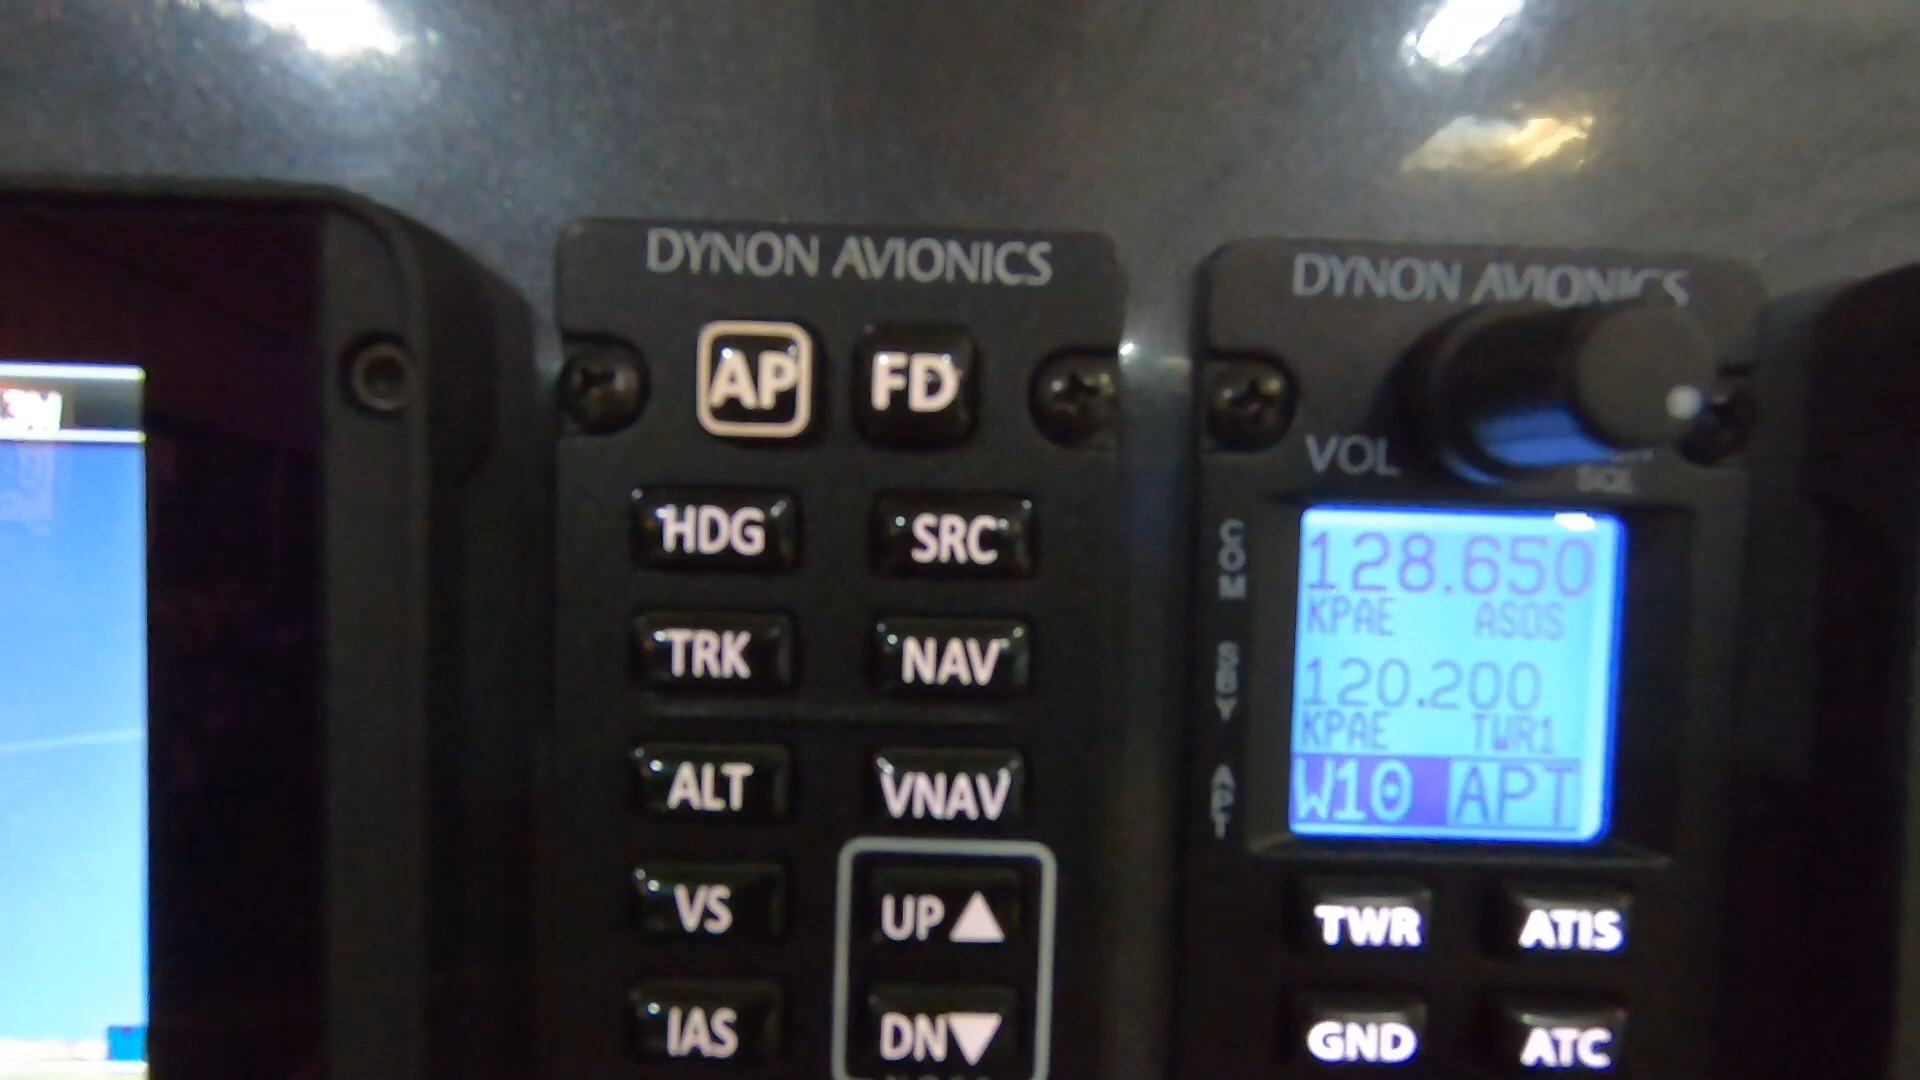 DYNON AVIONICS
AP FD
HDG SRC
TRK NAV
ALT VNAV
VS UP
IAS DN
DYNON AVIONICS
VOL
SQL
COM
128.650
KPAE ASOS
SBY
120.200
KPAE TWR1
APT
W10 APT
TWR ATIS
GND ATC